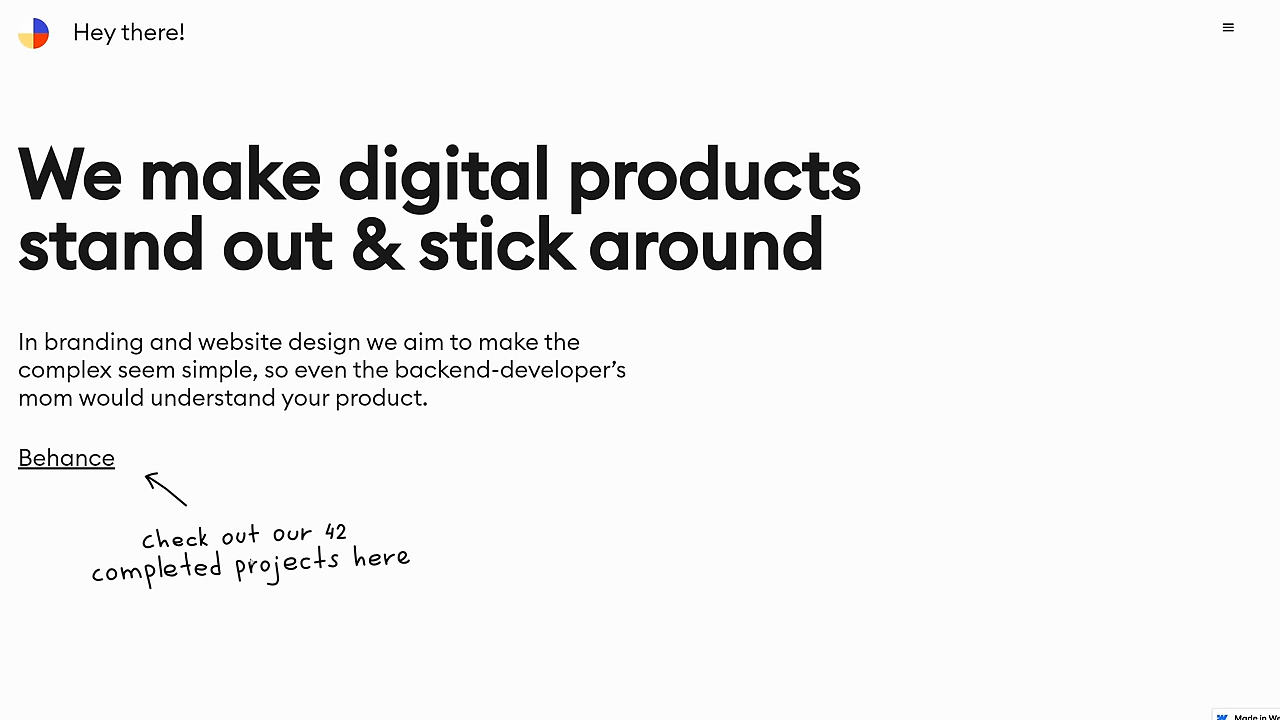 Hey there!
We make digital products
stand out & stick around
In branding and website design we aim to make the
complex seem simple, so even the backend-developer’s
mom would understand your product.
Behance
check out our 42
completed projects here
Made in